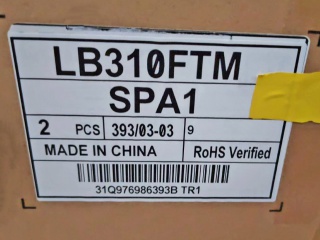 LB310FTM
SPA1
2 PCS 393/03-03 9
MADE IN CHINA RoHS Verified
31Q976986393B TR1